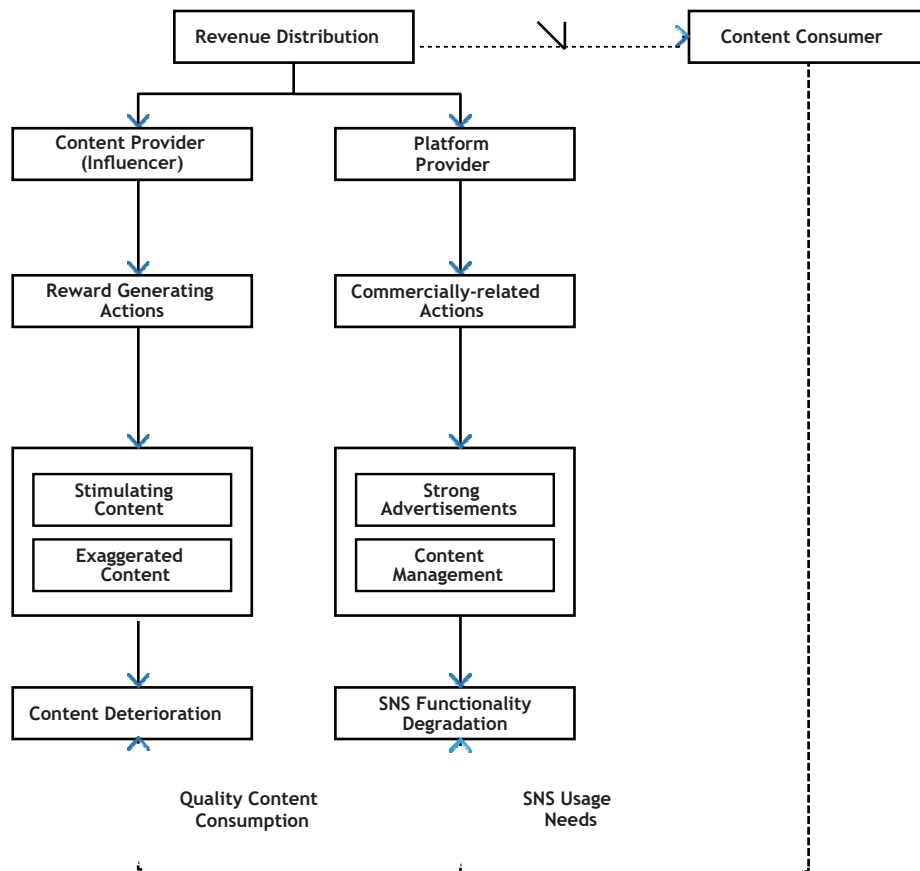 Revenue Distribution
Content Consumer
Content Provider
(Influencer)
Platform
Provider
Reward Generating
Actions
Commercially-related
Actions
Stimulating
Content
Strong
Advertisements
Exaggerated
Content
Content
Management
Content Deterioration
SNS Functionality
Degradation
Quality Content
Consumption
SNS Usage
Needs